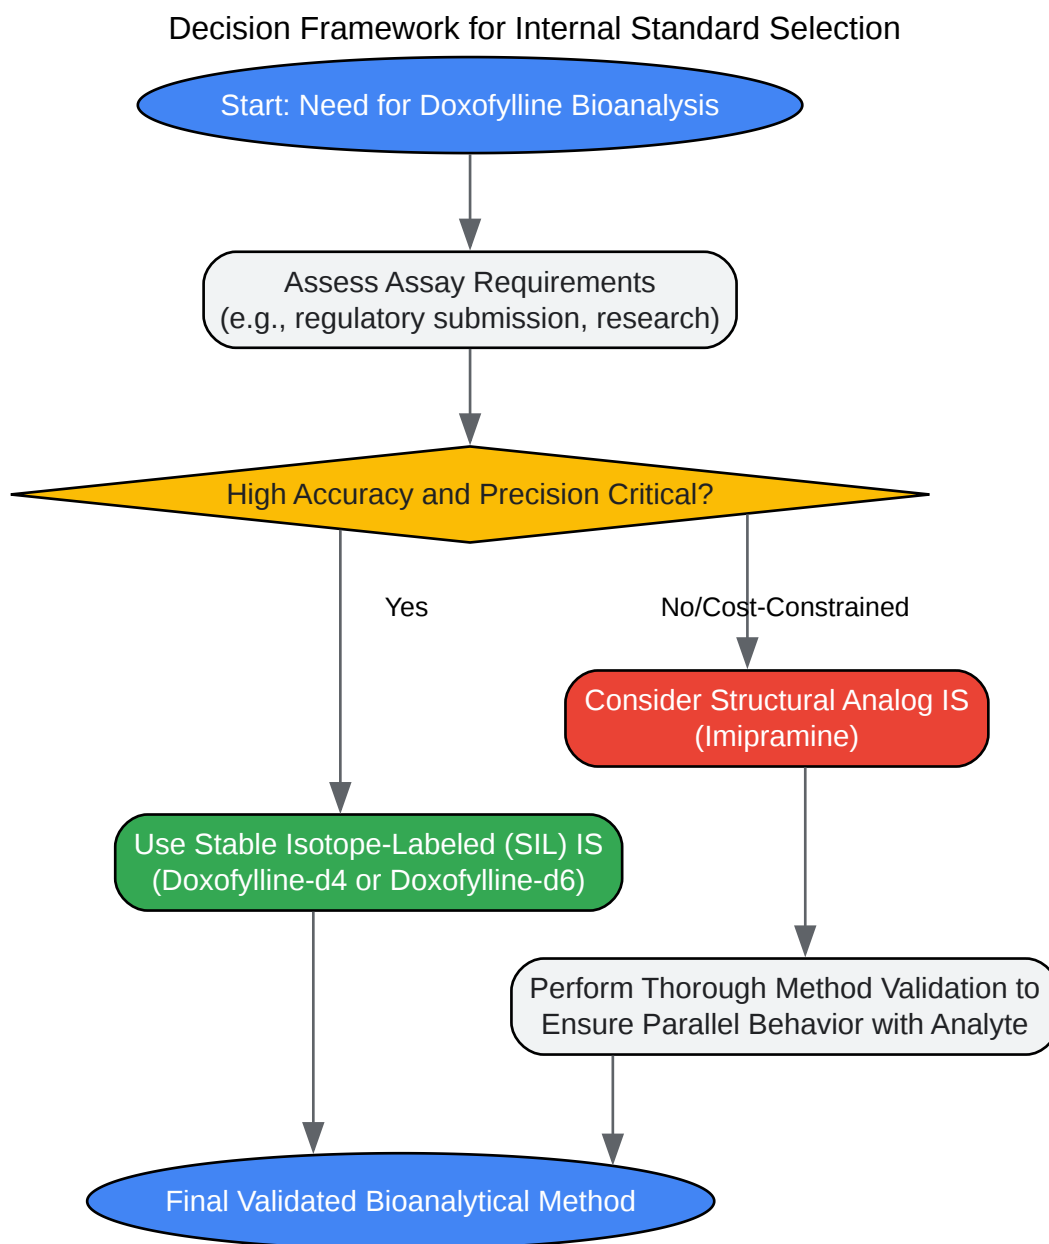 Decision Framework for Internal Standard Selection
Start: Need for Doxofylline Bioanalysis
Assess Assay Requirements
(e.g., regulatory submission, research)
High Accuracy and Precision Critical?
Yes
No/Cost-Constrained
Consider Structural Analog IS
(Imipramine)
Use Stable Isotope-Labeled (SIL) IS
(Doxofylline-d4 or Doxofylline-d6)
Perform Thorough Method Validation to
Ensure Parallel Behavior with Analyte
Final Validated Bioanalytical Method